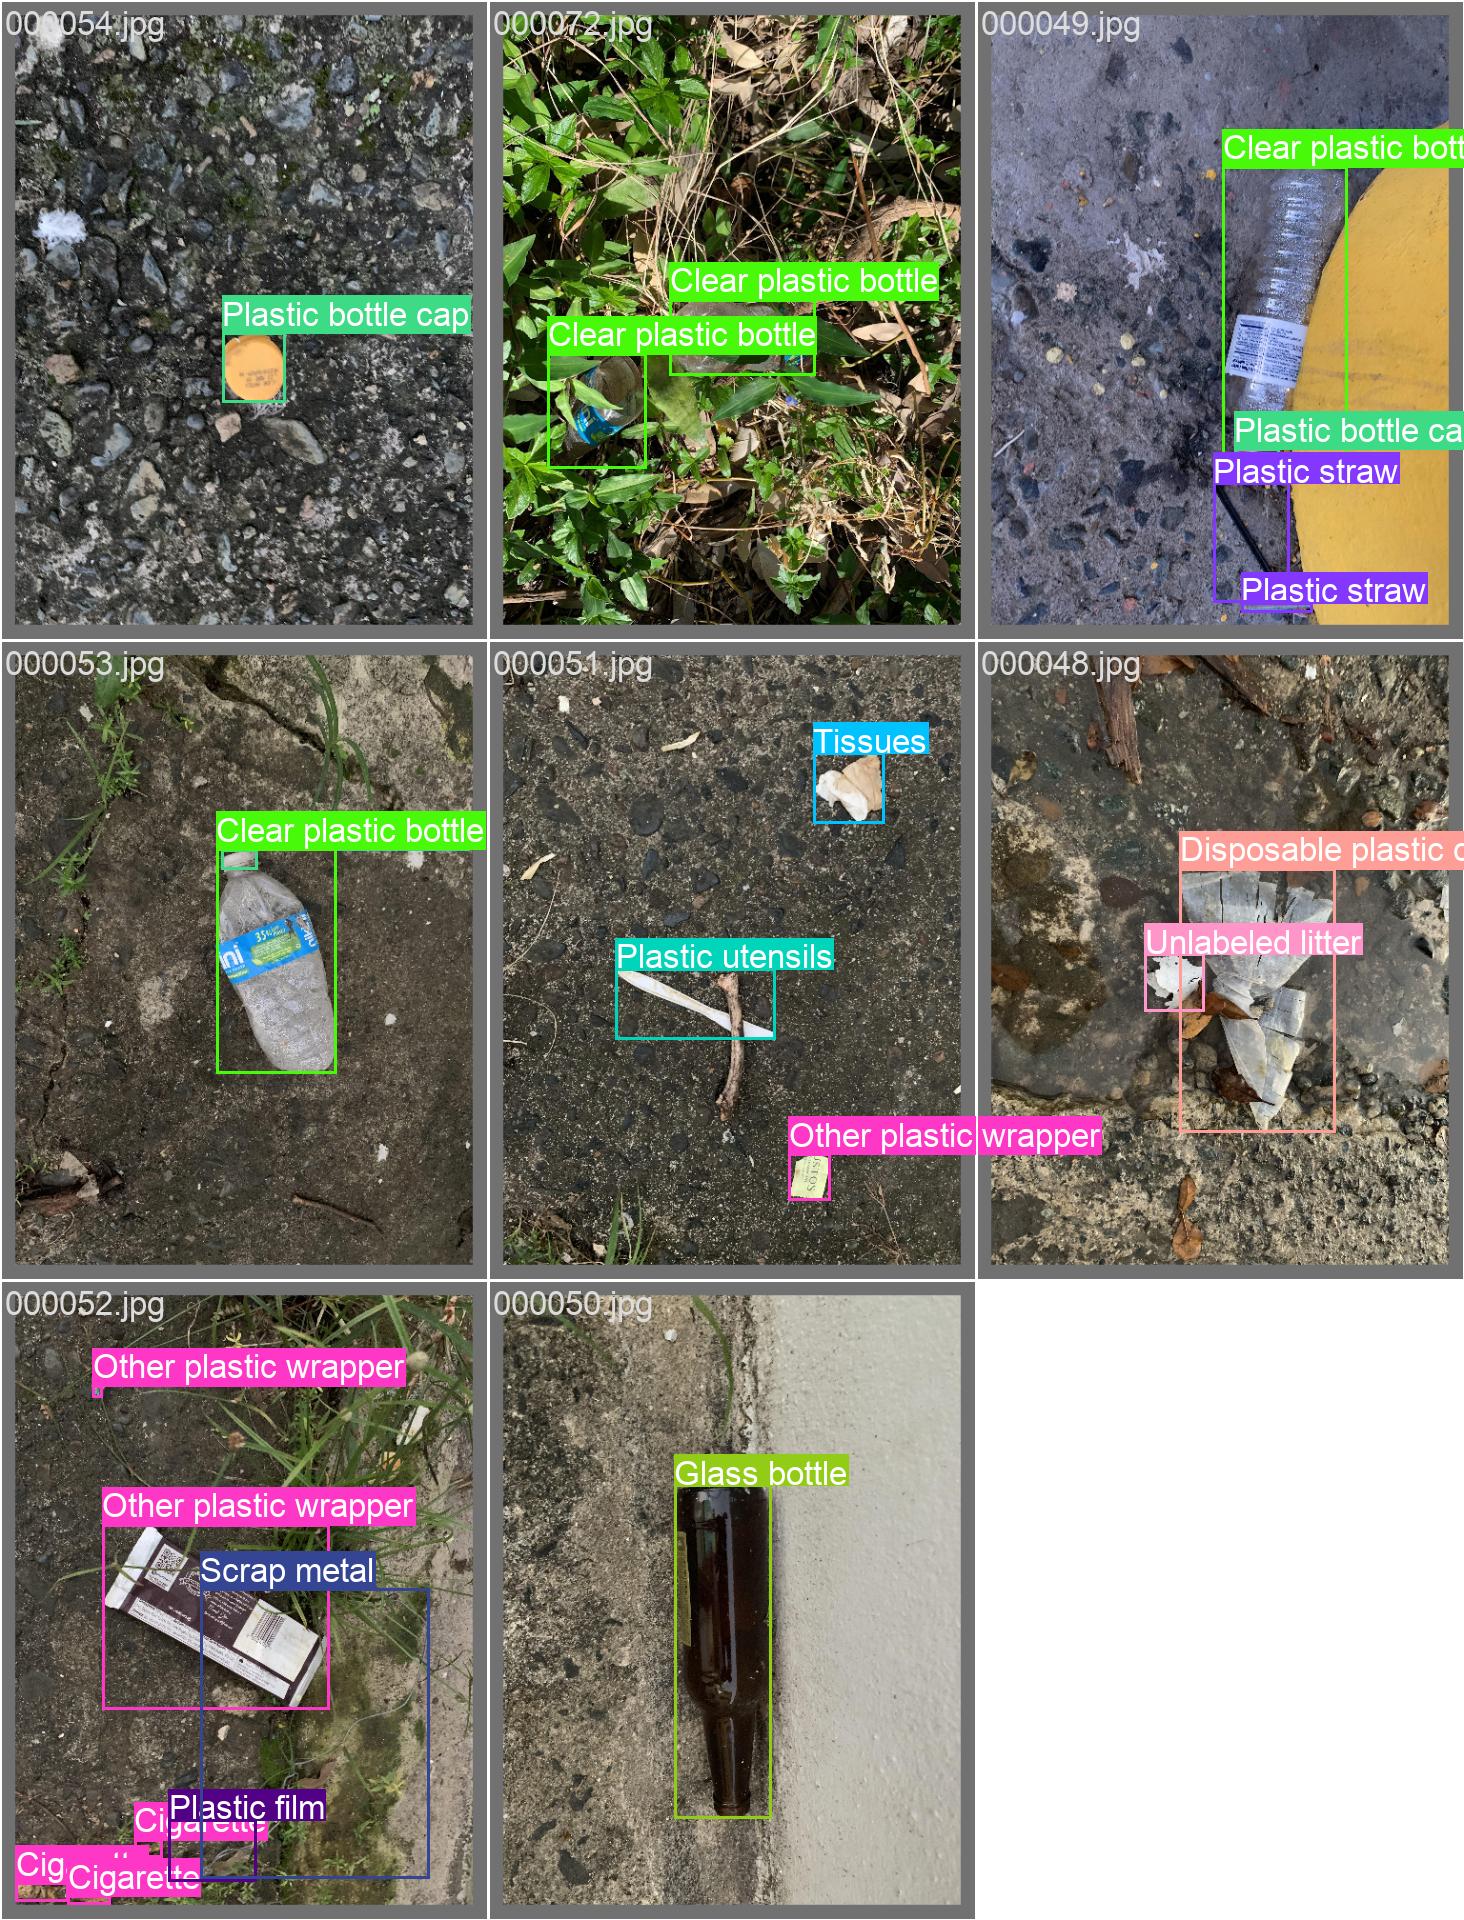 000054.jpg
Plastic bottle cap
000072.jpg
Clear plastic bottle
Clear plastic bottle
000049.jpg
Clear plastic bott
Plastic bottle ca
Plastic straw
Plastic straw
000053.jpg
Clear plastic bottle
35%
ni
000051.jpg
Tissues
Plastic utensils
Other plastic wrapper
STOS
000048.jpg
Disposable plastic c
Unlabeled litter
000052.jpg
Other plastic wrapper
Other plastic wrapper
Scrap metal
Plastic film
Cigarette
Cig
Cigarette
000050.jpg
Glass bottle